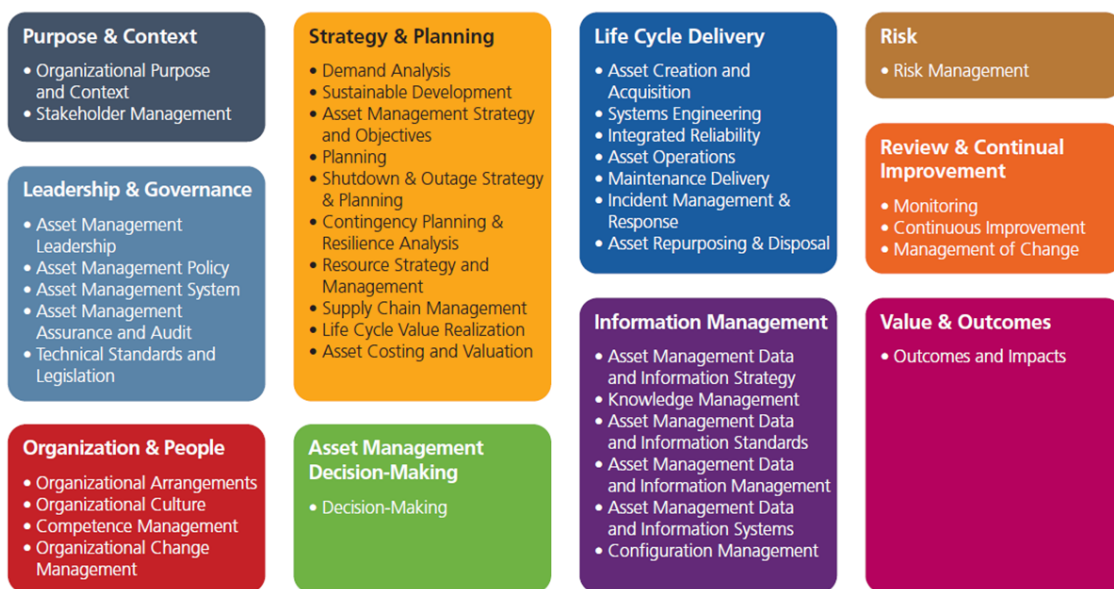 Purpose & Context
• Organizational Purpose
and Context
• Stakeholder Management
Leadership & Governance
• Asset Management
Leadership
• Asset Management Policy
• Asset Management System
• Asset Management
Assurance and Audit
• Technical Standards and
Legislation
Organization & People
• Organizational Arrangements
• Organizational Culture
• Competence Management
• Organizational Change
Management
Strategy & Planning
• Demand Analysis
• Sustainable Development
• Asset Management Strategy
and Objectives
• Planning
• Shutdown & Outage Strategy
& Planning
• Contingency Planning &
Resilience Analysis
• Resource Strategy and
Management
• Supply Chain Management
• Life Cycle Value Realization
• Asset Costing and Valuation
Asset Management
Decision-Making
• Decision-Making
Life Cycle Delivery
• Asset Creation and
Acquisition
• Systems Engineering
• Integrated Reliability
• Asset Operations
• Maintenance Delivery
• Incident Management &
Response
• Asset Repurposing & Disposal
Information Management
• Asset Management Data
and Information Strategy
• Knowledge Management
• Asset Management Data
and Information Standards
• Asset Management Data
and Information Management
• Asset Management Data
and Information Systems
• Configuration Management
Risk
• Risk Management
Review & Continual
Improvement
• Monitoring
• Continuous Improvement
• Management of Change
Value & Outcomes
• Outcomes and Impacts